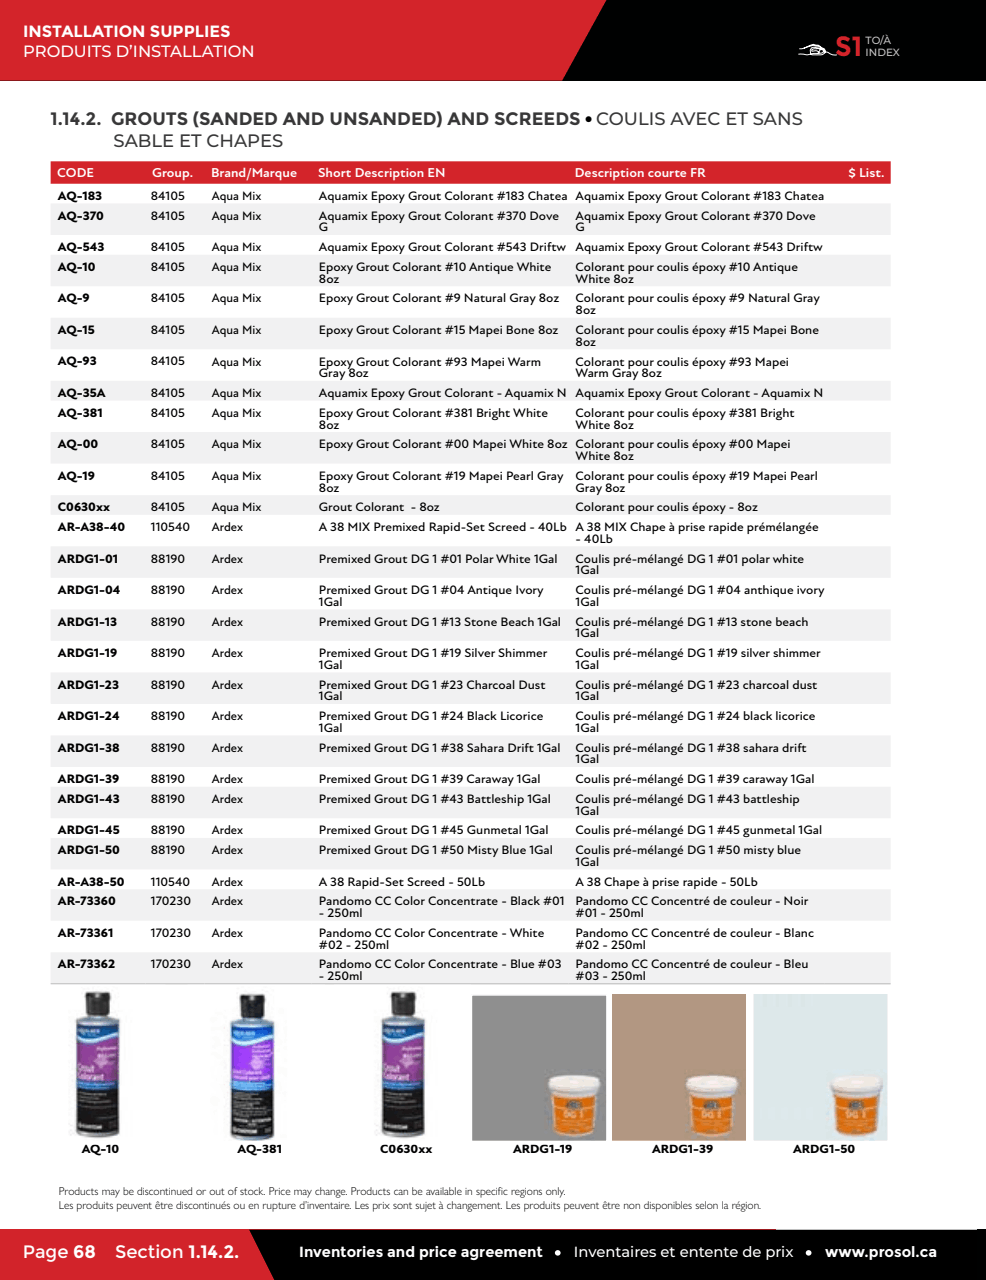 INSTALLATION SUPPLIES
PRODUITS D'INSTALLATION
S1 TO/À
INDEX
1.14.2. GROUTS (SANDED AND UNSANDED) AND SCREEDS • COULIS AVEC ET SANS
SABLE ET CHAPES
CODE Group. Brand/Marque Short Description EN Description courte FR $ List.
AQ-183 84105 Aqua Mix Aquamix Epoxy Grout Colorant #183 Chatea Aquamix Epoxy Grout Colorant #183 Chatea
AQ-370 84105 Aqua Mix Aquamix Epoxy Grout Colorant #370 Dove Aquamix Epoxy Grout Colorant #370 Dove
G G
AQ-543 84105 Aqua Mix Aquamix Epoxy Grout Colorant #543 Driftw Aquamix Epoxy Grout Colorant #543 Driftw
AQ-10 84105 Aqua Mix Epoxy Grout Colorant #10 Antique White Colorant pour coulis époxy #10 Antique
8oz White 8oz
AQ-9 84105 Aqua Mix Epoxy Grout Colorant #9 Natural Gray 8oz Colorant pour coulis époxy #9 Natural Gray
8oz
AQ-15 84105 Aqua Mix Epoxy Grout Colorant #15 Mapei Bone 8oz Colorant pour coulis époxy #15 Mapei Bone
8oz
AQ-93 84105 Aqua Mix Epoxy Grout Colorant #93 Mapei Warm Colorant pour coulis époxy #93 Mapei
Gray 8oz Warm Gray 8oz
AQ-35A 84105 Aqua Mix Aquamix Epoxy Grout Colorant - Aquamix N Aquamix Epoxy Grout Colorant - Aquamix N
AQ-381 84105 Aqua Mix Epoxy Grout Colorant #381 Bright White Colorant pour coulis époxy #381 Bright
8oz White 8oz
AQ-00 84105 Aqua Mix Epoxy Grout Colorant #00 Mapei White 8oz Colorant pour coulis époxy #00 Mapei
White 8oz
AQ-19 84105 Aqua Mix Epoxy Grout Colorant #19 Mapei Pearl Gray Colorant pour coulis époxy #19 Mapei Pearl
8oz Gray 8oz
C0630xx 84105 Aqua Mix Grout Colorant - 8oz Colorant pour coulis époxy - 8oz
AR-A38-40 110540 Ardex A 38 MIX Premixed Rapid-Set Screed - 40Lb A 38 MIX Chape à prise rapide prémélangée
- 40Lb
ARDG1-01 88190 Ardex Premixed Grout DG 1 #01 Polar White 1Gal Coulis pré-mélangé DG 1 #01 polar white
1Gal
ARDG1-04 88190 Ardex Premixed Grout DG 1 #04 Antique Ivory Coulis pré-mélangé DG 1 #04 anthique ivory
1Gal 1Gal
ARDG1-13 88190 Ardex Premixed Grout DG 1 #13 Stone Beach 1Gal Coulis pré-mélangé DG 1 #13 stone beach
1Gal
ARDG1-19 88190 Ardex Premixed Grout DG 1 #19 Silver Shimmer Coulis pré-mélangé DG 1 #19 silver shimmer
1Gal 1Gal
ARDG1-23 88190 Ardex Premixed Grout DG 1 #23 Charcoal Dust Coulis pré-mélangé DG 1 #23 charcoal dust
1Gal 1Gal
ARDG1-24 88190 Ardex Premixed Grout DG 1 #24 Black Licorice Coulis pré-mélangé DG 1 #24 black licorice
1Gal 1Gal
ARDG1-38 88190 Ardex Premixed Grout DG 1 #38 Sahara Drift 1Gal Coulis pré-mélangé DG 1 #38 sahara drift
1Gal
ARDG1-39 88190 Ardex Premixed Grout DG 1 #39 Caraway 1Gal Coulis pré-mélangé DG 1 #39 caraway 1Gal
ARDG1-43 88190 Ardex Premixed Grout DG 1 #43 Battleship 1Gal Coulis pré-mélangé DG 1 #43 battleship
1Gal
ARDG1-45 88190 Ardex Premixed Grout DG 1 #45 Gunmetal 1Gal Coulis pré-mélangé DG 1 #45 gunmetal 1Gal
ARDG1-50 88190 Ardex Premixed Grout DG 1 #50 Misty Blue 1Gal Coulis pré-mélangé DG 1 #50 misty blue
1Gal
AR-A38-50 110540 Ardex A 38 Rapid-Set Screed - 50Lb A 38 Chape à prise rapide - 50Lb
AR-73360 170230 Ardex Pandomo CC Color Concentrate - Black #01 Pandomo CC Concentré de couleur - Noir
- 250ml #01 - 250ml
AR-73361 170230 Ardex Pandomo CC Color Concentrate - White Pandomo CC Concentré de couleur - Blanc
#02 - 250ml #02 - 250ml
AR-73362 170230 Ardex Pandomo CC Color Concentrate - Blue #03 Pandomo CC Concentré de couleur - Bleu
- 250ml #03 - 250ml
Grout
Colorant
Grout
Colorant
DG 1
DG 1
DG 1
AQ-10 AQ-381 C0630xx ARDG1-19 ARDG1-39 ARDG1-50
Products may be discontinued or out of stock. Price may change. Products can be available in specific regions only.
Les produits peuvent être discontinués ou en rupture d'inventaire. Les prix sont sujet à changement. Les produits peuvent être non disponibles selon la région.
Page 68 Section 1.14.2. Inventories and price agreement • Inventaires et entente de prix • www.prosol.ca